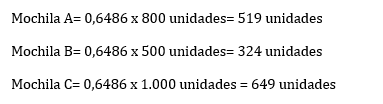 Mochila A= 0,6486 x 800 unidades= 519 unidades
Mochila B= 0,6486 x 500 unidades= 324 unidades
Mochila C= 0,6486 x 1.000 unidades = 649 unidades